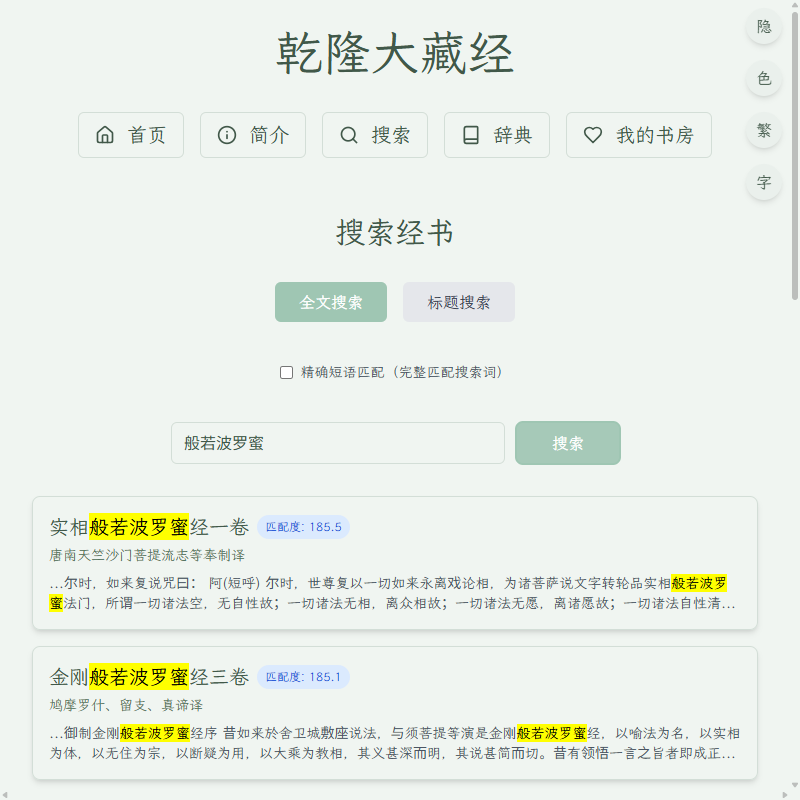 乾隆大藏经
隐
色
繁
字
首页
简介
搜索
辞典
我的书房
搜索经书
全文搜索
标题搜索
精确短语匹配（完整匹配搜索词）
般若波罗蜜
搜索
实相般若波罗蜜经一卷 匹配度: 185.5
唐南天竺沙门菩提流志等奉制译
…尔时，如来复说咒曰： 阿(短呼) 尔时，世尊复以一切如来永离戏论相，为诸菩萨说文字转轮品实相般若波罗
蜜法门，所谓一切诸法空，无自性故；一切诸法无相，离众相故；一切诸法无愿，离诸愿故；一切诸法自性清…
金刚般若波罗蜜经三卷 匹配度: 185.1
鸠摩罗什、留支、真谛译
…御制金刚般若波罗蜜经序 昔如来於舍卫城敷座说法，与须菩提等演是金刚般若波罗蜜经，以喻法为名，以实相
为体，以无住为宗，以断疑为用，以大乘为教相，其义甚深而明，其说甚简而切。昔有领悟一言之旨者即成正…